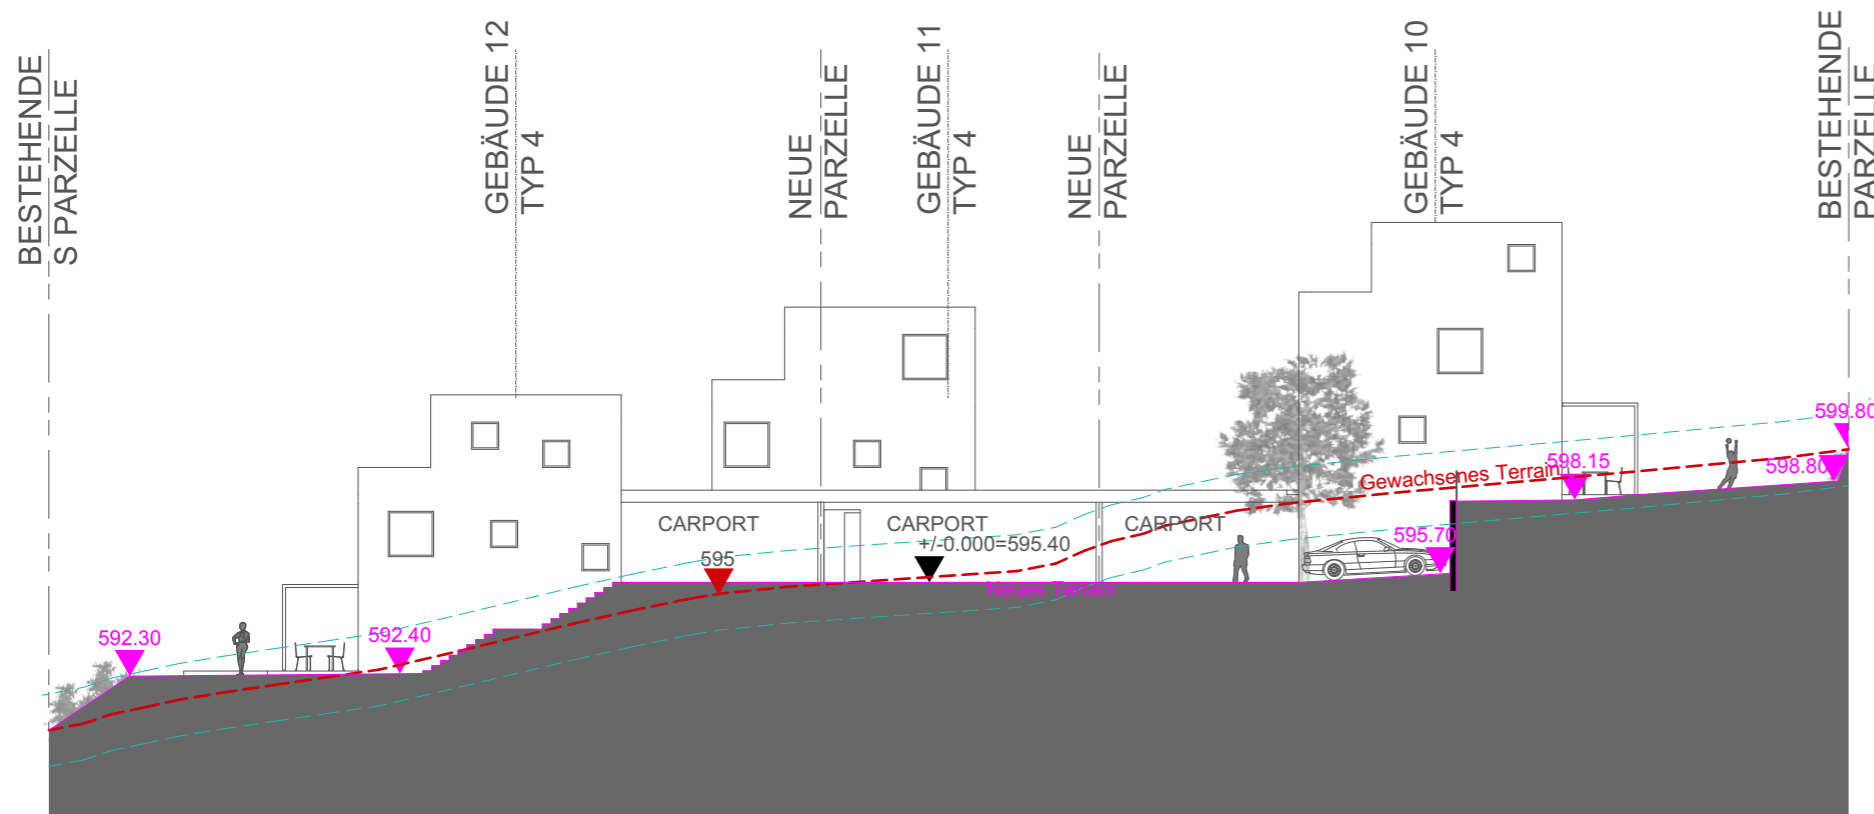 BESTEHENDE
S PARZELLE
GEBÄUDE 12
TYP 4
NEUE
PARZELLE
GEBÄUDE 11
TYP 4
NEUE
PARZELLE
GEBÄUDE 10
TYP 4
BESTEHENDE
PARZELLE
599.80
598.80
598.15
Gewachsenes Terrain
CARPORT
CARPORT
CARPORT
+/-0.000=595.40
595.70
595
Neues Terrain
592.30
592.40